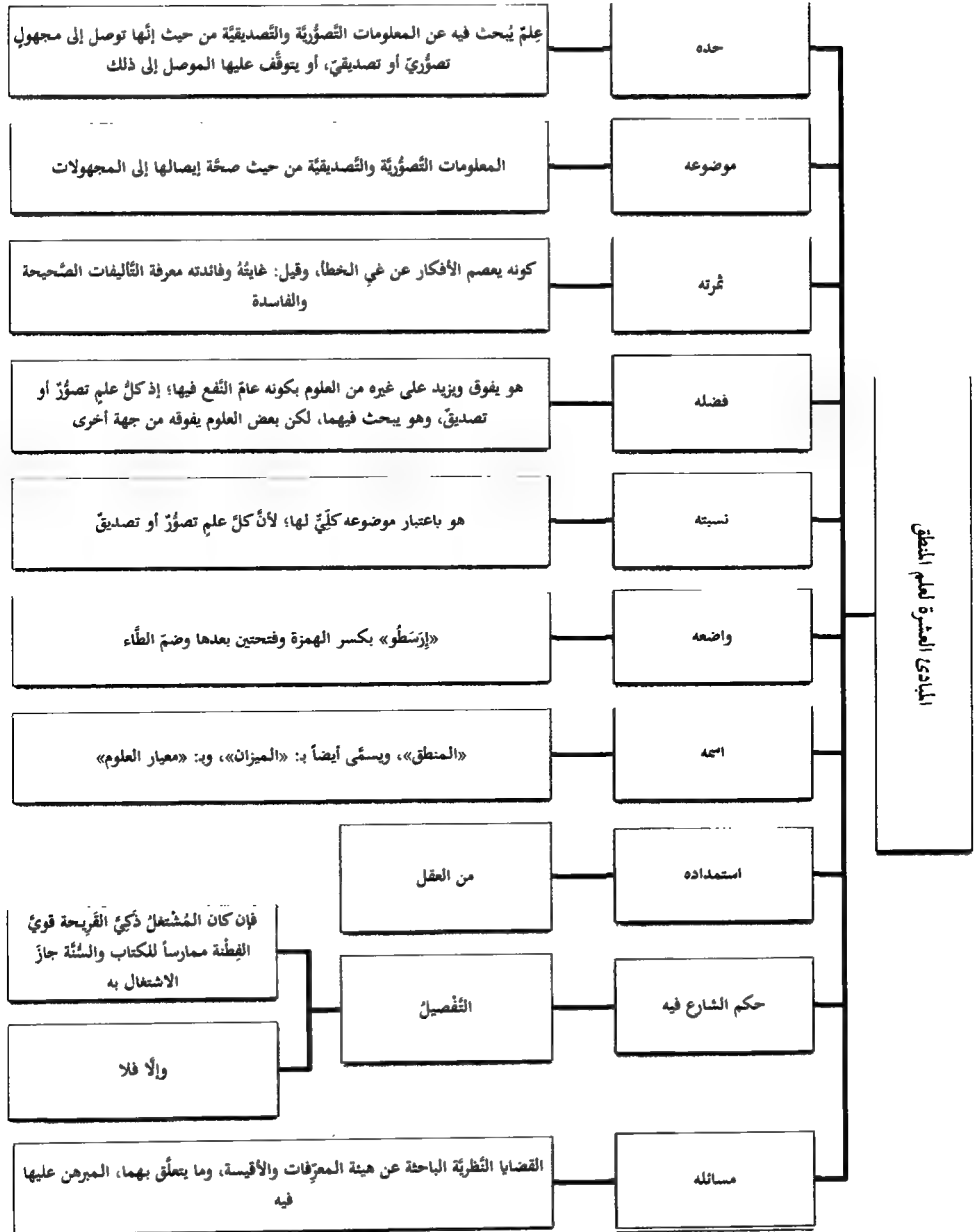 المبادئ العشرة لعلم المنطق
حده
عِلمٌ يُبحث فيه عن المعلومات التَّصوُّريَّة والتَّصديقيَّة من حيث إنَّها توصل إلى مجهولٍ
تصوُّريّ أو تصديقيّ، أو يتوقَّف عليها الموصل إلى ذلك
موضوعه
المعلومات التَّصوُّريَّة والتَّصديقيَّة من حيث صحَّة إيصالها إلى المجهولات
ثمرته
كونه يعصم الأفكار عن غيِ الخطأ، وقيل: غايتُهُ وفائدته معرفة التَّأليفات الصَّحيحة
والفاسدة
فضله
هو يفوق ويزيد على غيره من العلوم بكونه عامّ النَّفع فيها؛ إذ كلُّ علمٍ تصوُّرٌ أو
تصديقٌ، وهو يبحث فيهما، لكن بعض العلوم يفوقه من جهة أخرى
نسبته
هو باعتبار موضوعه كلِّيٌّ لها؛ لأنَّ كلَّ علمٍ تصوُّرٌ أو تصديقٌ
واضعه
«إِرَسَطُو» بكسر الهمزة وفتحتين بعدها وضمّ الطَّاء
اسمه
«المنطق»، ويسمَّى أيضاً بـ: «الميزان»، وبـ: «معيار العلوم»
استمداده
من العقل
حكم الشارع فيه
التَّفْصيلُ
فإن كان المُشْتغلُ ذَكِيَّ القَرِيحة قويَّ
الفِطْنة ممارساً للكتاب والسُّنَّة جازَ
الاشتغال به
وإلَّا فلا
مسائله
القضايا النَّظريَّة الباحثة عن هيئة المعرِّفات والأقيسة، وما يتعلَّق بهما، المبرهن عليها
فيه